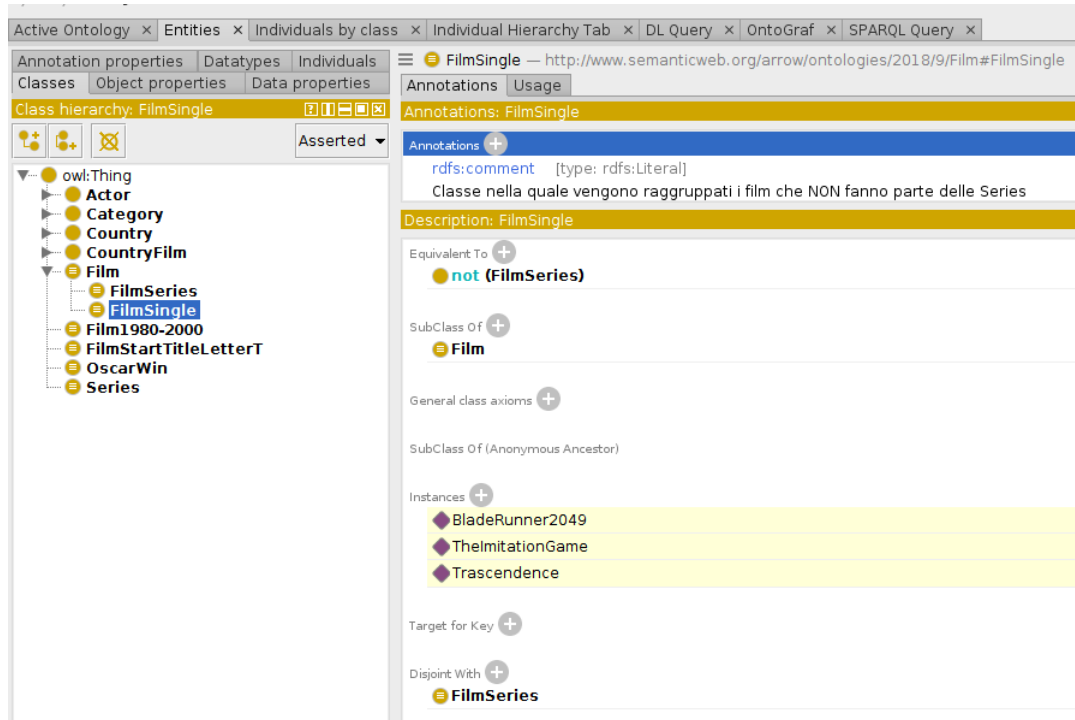 Active Ontology × Entities × Individuals by class × Individual Hierarchy Tab × DL Query × OntoGraf × SPARQL Query ×
Annotation properties Datatypes Individuals
Classes Object properties Data properties
Class hierarchy: FilmSingle
Asserted
owl:Thing
Actor
Category
Country
CountryFilm
Film
FilmSeries
FilmSingle
Film1980-2000
FilmStartTitleLetterT
OscarWin
Series
FilmSingle — http://www.semanticweb.org/arrow/ontologies/2018/9/Film#FilmSingle
Annotations Usage
Annotations: FilmSingle
Annotations
rdfs:comment [type: rdfs:Literal]
Classe nella quale vengono raggruppati i film che NON fanno parte delle Series
Description: FilmSingle
Equivalent To
not (FilmSeries)
SubClass Of
Film
General class axioms
SubClass Of (Anonymous Ancestor)
Instances
BladeRunner2049
TheImitationGame
Trascendence
Target for Key
Disjoint With
FilmSeries